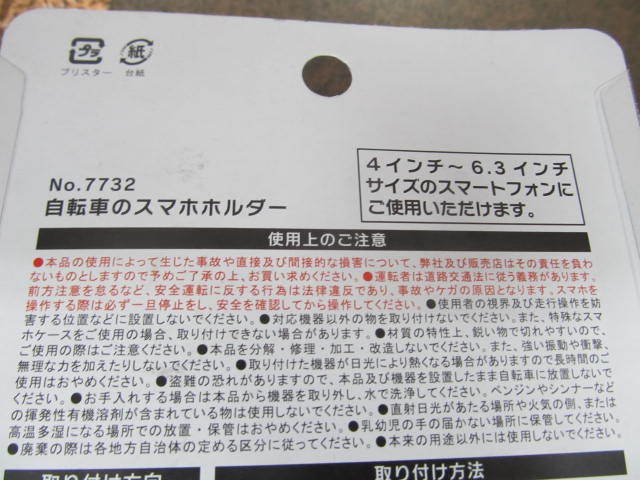 プラ 紙
ブリスター 台紙
No.7732
自転車のスマホホルダー
4インチ～6.3インチ
サイズのスマートフォンに
ご使用いただけます。
使用上のご注意
●本品の使用によって生じた事故や直接及び間接的な損害について、弊社及び販売店はその責任を負わ
ないものとしますので予めご了承の上、お買い求めください。●運転者は道路交通法に従う義務があります。
前方注意を怠るなど、安全運転に反する行為は法律違反であり、事故やケガの原因となります。スマホを
操作する際は必ず一旦停止をし、安全を確認してから操作してください。●使用者の視界及び走行操作を妨
害する位置などに設置しないでください。●対応機器以外の物を取り付けないでください。また、特殊なスマ
ホケースをご使用の場合、取り付けできない場合があります。●材質の特性上、鋭い物で切れやすいので、
ご使用の際はご注意ください。●本品を分解・修理・加工・改造しないでください。また、強い振動や衝撃、
無理な力を加えたりしないでください。●取り付けた機器が日光により熱くなる場合がありますので長時間のご
使用はおやめください。●盗難の恐れがありますので、本品及び機器を設置したまま自転車に放置しないで
ください。●お手入れする場合は本品から機器を取り外し、水で洗浄してください。ベンジンやシンナーなど
の揮発性有機溶剤が含まれている物は使用しないでください。●直射日光があたる場所や火気の側、または
高温多湿になる場所での放置・保管はおやめください。●乳幼児の手の届かない場所に保管してください。
●廃棄の際は各地方自治体の定める区分に従ってください。●本来の用途以外には使用しないでください。
取り付け方向 取り付け方法